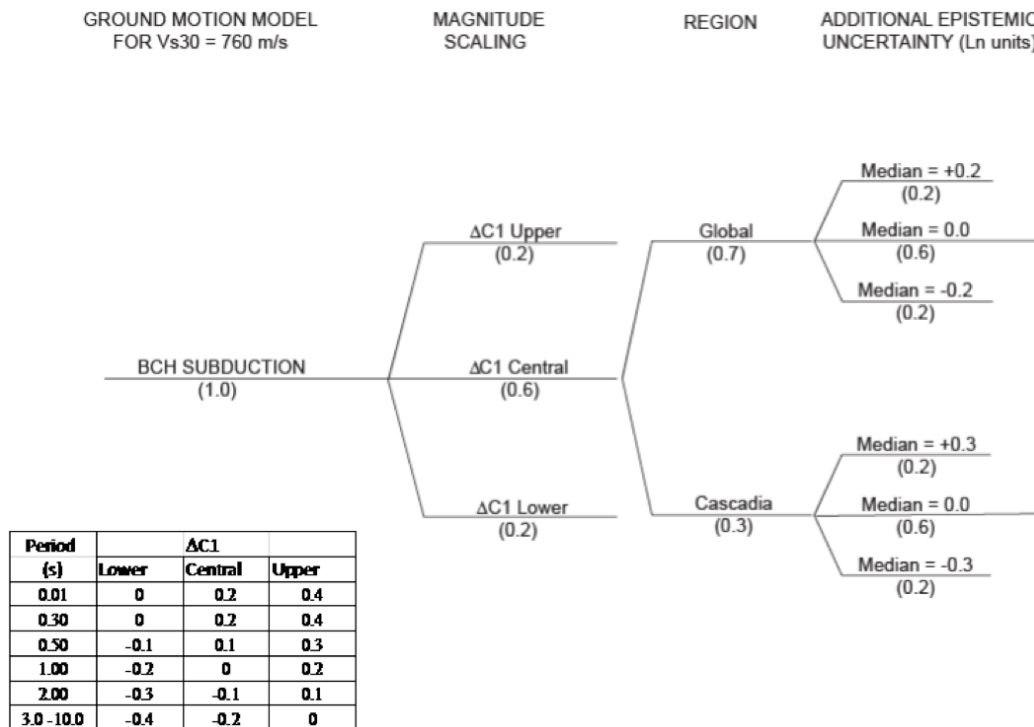 GROUND MOTION MODEL
FOR Vs30 = 760 m/s
MAGNITUDE
SCALING
REGION
ADDITIONAL EPISTEMIC
UNCERTAINTY (Ln units)
BCH SUBDUCTION
(1.0)
ΔC1 Upper
(0.2)
ΔC1 Central
(0.6)
ΔC1 Lower
(0.2)
Global
(0.7)
Cascadia
(0.3)
Median = +0.2
(0.2)
Median = 0.0
(0.6)
Median = -0.2
(0.2)
Median = +0.3
(0.2)
Median = 0.0
(0.6)
Median = -0.3
(0.2)
Period ΔC1
(s) Lower Central Upper
0.01 0 0.2 0.4
0.30 0 0.2 0.4
0.50 -0.1 0.1 0.3
1.00 -0.2 0 0.2
2.00 -0.3 -0.1 0.1
3.0 -10.0 -0.4 -0.2 0